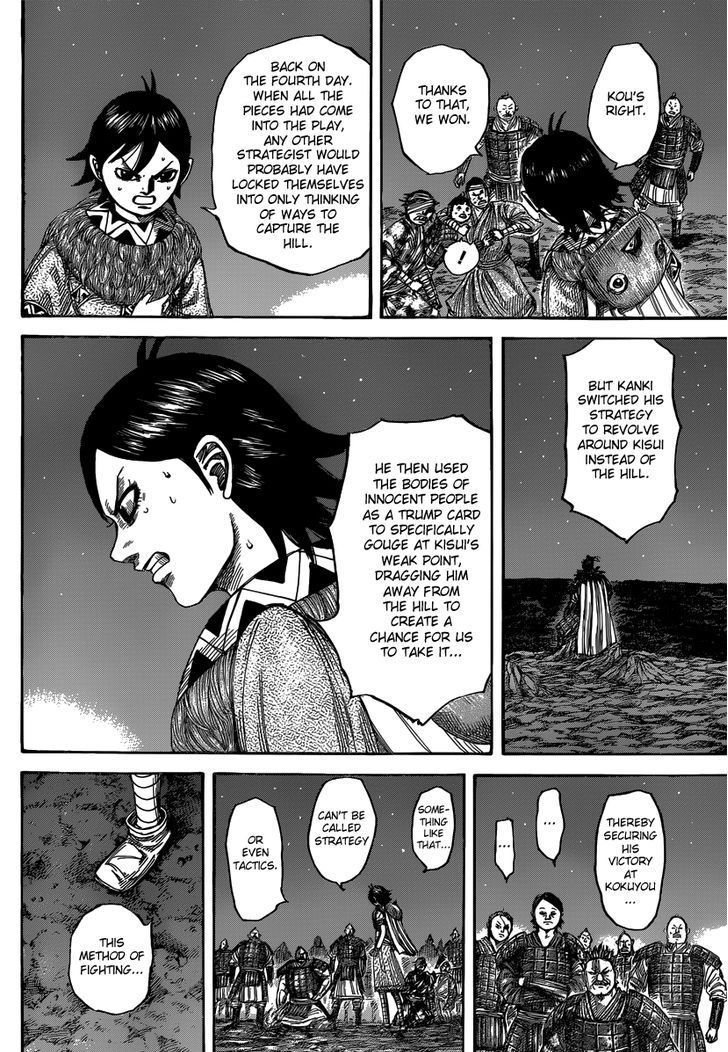 KOU'S
RIGHT.
THANKS
TO THAT,
WE WON.
!
BACK ON
THE FOURTH DAY.
WHEN ALL THE
PIECES HAD COME
INTO THE PLAY,
ANY OTHER
STRATEGIST WOULD
PROBABLY HAVE
LOCKED THEMSELVES
INTO ONLY THINKING
OF WAYS TO
CAPTURE THE
HILL.
BUT KANKI
SWITCHED HIS
STRATEGY
TO REVOLVE
AROUND KISUI
INSTEAD OF
THE HILL.
HE THEN USED
THE BODIES OF
INNOCENT PEOPLE
AS A TRUMP CARD
TO SPECIFICALLY
GOUGE AT KISUI'S
WEAK POINT,
DRAGGING HIM
AWAY FROM
THE HILL TO
CREATE A
CHANCE FOR US
TO TAKE IT...
THEREBY
SECURING
HIS
VICTORY
AT
KOKUYOU
...
...
...
SOME-
THING
LIKE
THAT...
CAN'T BE
CALLED
STRATEGY
OR
EVEN
TACTICS.
THIS
METHOD OF
FIGHTING...